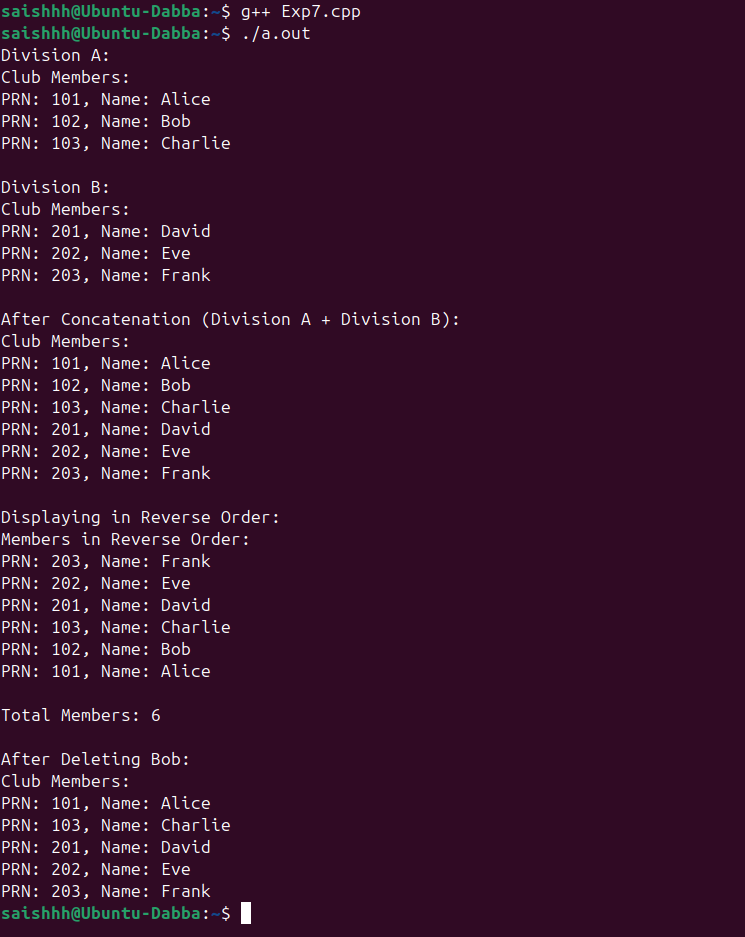 saishhh@Ubuntu-Dabba:~$ g++ Exp7.cpp
saishhh@Ubuntu-Dabba:~$ ./a.out
Division A:
Club Members:
PRN: 101, Name: Alice
PRN: 102, Name: Bob
PRN: 103, Name: Charlie

Division B:
Club Members:
PRN: 201, Name: David
PRN: 202, Name: Eve
PRN: 203, Name: Frank

After Concatenation (Division A + Division B):
Club Members:
PRN: 101, Name: Alice
PRN: 102, Name: Bob
PRN: 103, Name: Charlie
PRN: 201, Name: David
PRN: 202, Name: Eve
PRN: 203, Name: Frank

Displaying in Reverse Order:
Members in Reverse Order:
PRN: 203, Name: Frank
PRN: 202, Name: Eve
PRN: 201, Name: David
PRN: 103, Name: Charlie
PRN: 102, Name: Bob
PRN: 101, Name: Alice

Total Members: 6

After Deleting Bob:
Club Members:
PRN: 101, Name: Alice
PRN: 103, Name: Charlie
PRN: 201, Name: David
PRN: 202, Name: Eve
PRN: 203, Name: Frank
saishhh@Ubuntu-Dabba:~$